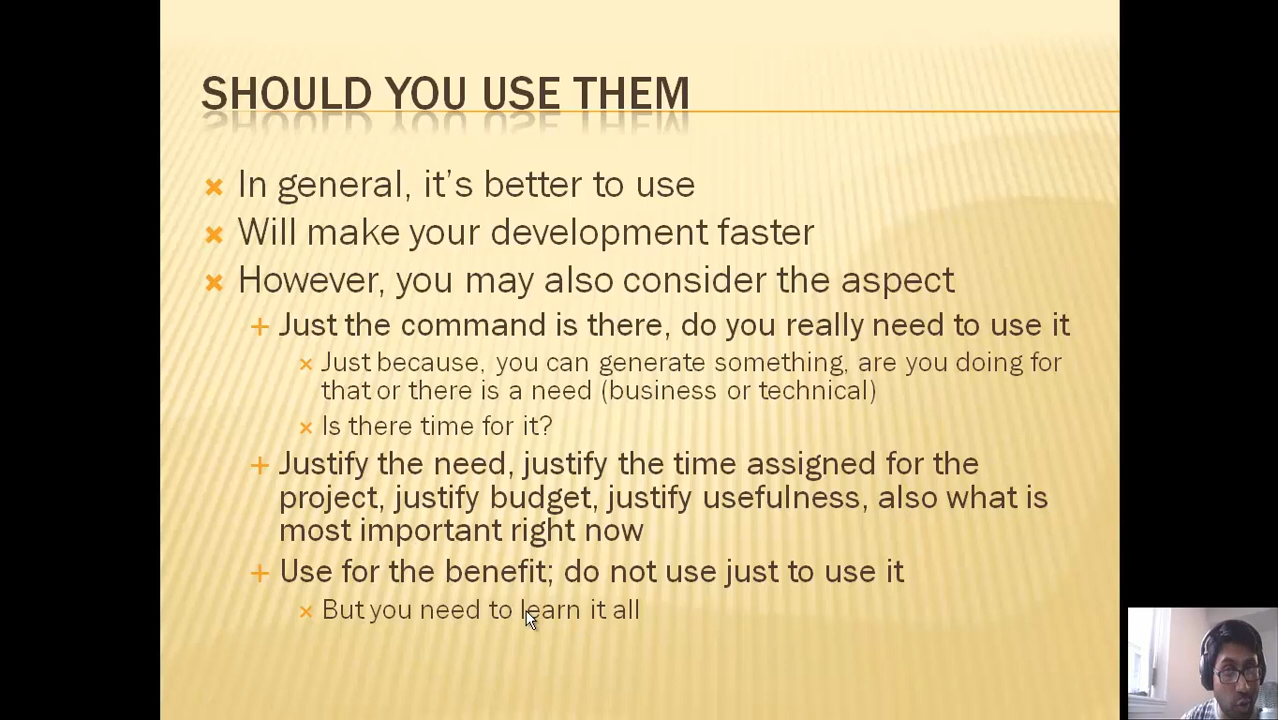 SHOULD YOU USE THEM
In general, it's better to use
Will make your development faster
However, you may also consider the aspect
Just the command is there, do you really need to use it
Just because, you can generate something, are you doing for
that or there is a need (business or technical)
Is there time for it?
Justify the need, justify the time assigned for the
project, justify budget, justify usefulness, also what is
most important right now
Use for the benefit; do not use just to use it
But you need to learn it all